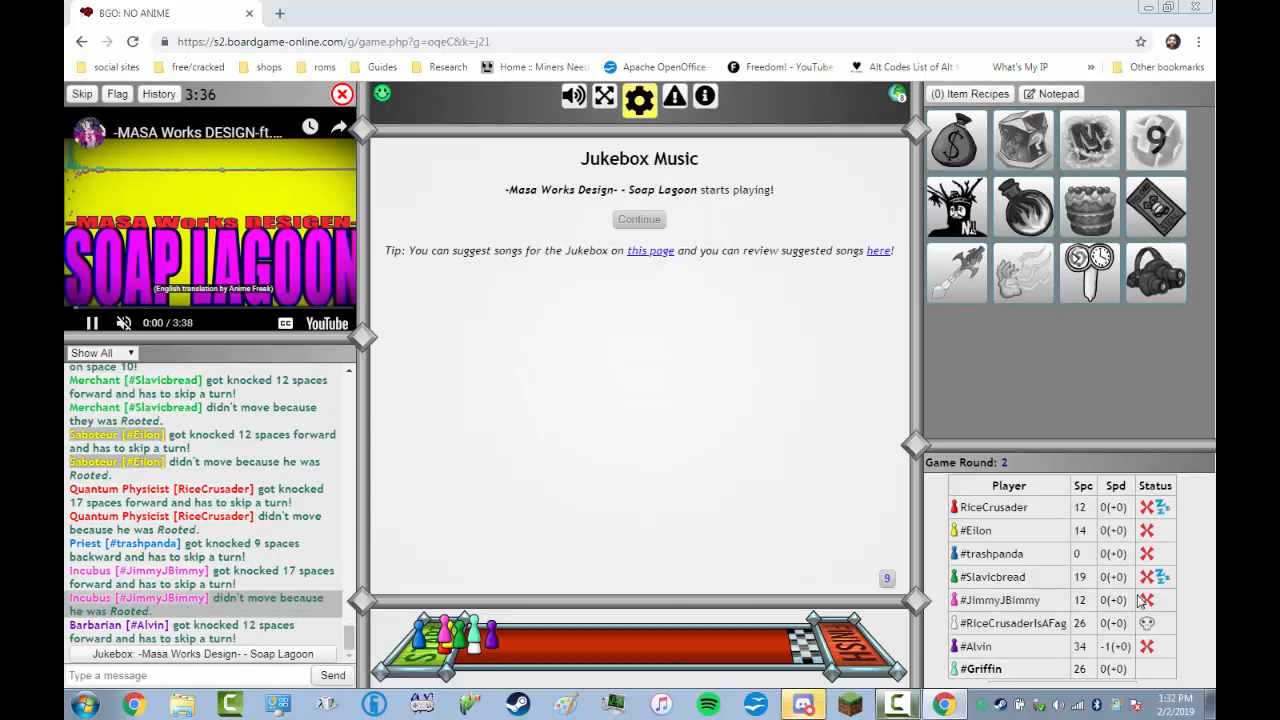 BGO: NO ANIME
https://s2.boardgame-online.com/g/game.php?g=oqeC&k=j21
social sites free/cracked shops roms Guides Research Home :: Miners Nee Apache OpenOffice Freedom! - YouTube Alt Codes List of Alt What's My IP » Other bookmarks
Skip Flag History 3:36
-MASA Works DESIGN-ft....
-MASA Works DESIGEN-
SOAP LAGOON
(English translation by Anime Freak)
0:00 / 3:38 CC YouTube
Show All
on space 10!
Merchant [#Slavicbread] got knocked 12 spaces
forward and has to skip a turn!
Merchant [#Slavicbread] didn't move because
they was Rooted.
Saboteur [#Eilon] got knocked 12 spaces forward
and has to skip a turn!
Saboteur [#Eilon] didn't move because he was
Rooted.
Quantum Physicist [RiceCrusader] got knocked
17 spaces forward and has to skip a turn!
Quantum Physicist [RiceCrusader] didn't move
because he was Rooted.
Priest [#trashpanda] got knocked 9 spaces
backward and has to skip a turn!
Incubus [#JimmyJBimmy] got knocked 17 spaces
forward and has to skip a turn!
Incubus [#JimmyJBimmy] didn't move because
he was Rooted.
Barbarian [#Alvin] got knocked 12 spaces
forward and has to skip a turn!
Jukebox: -Masa Works Design- - Soap Lagoon
Type a message Send
Jukebox Music
-Masa Works Design- - Soap Lagoon starts playing!
Continue
Tip: You can suggest songs for the Jukebox on this page and you can review suggested songs here!
9
FINISH
(0) Item Recipes Notepad
Game Round: 2
Player Spc Spd Status
RiceCrusader 12 0(+0)
#Eilon 14 0(+0)
#trashpanda 0 0(+0)
#Slavicbread 19 0(+0)
#JimmyJBimmy 12 0(+0)
#RiceCrusaderIsAFag 26 0(+0)
#Alvin 34 -1(+0)
#Griffin 26 0(+0)
1:32 PM
2/2/2019